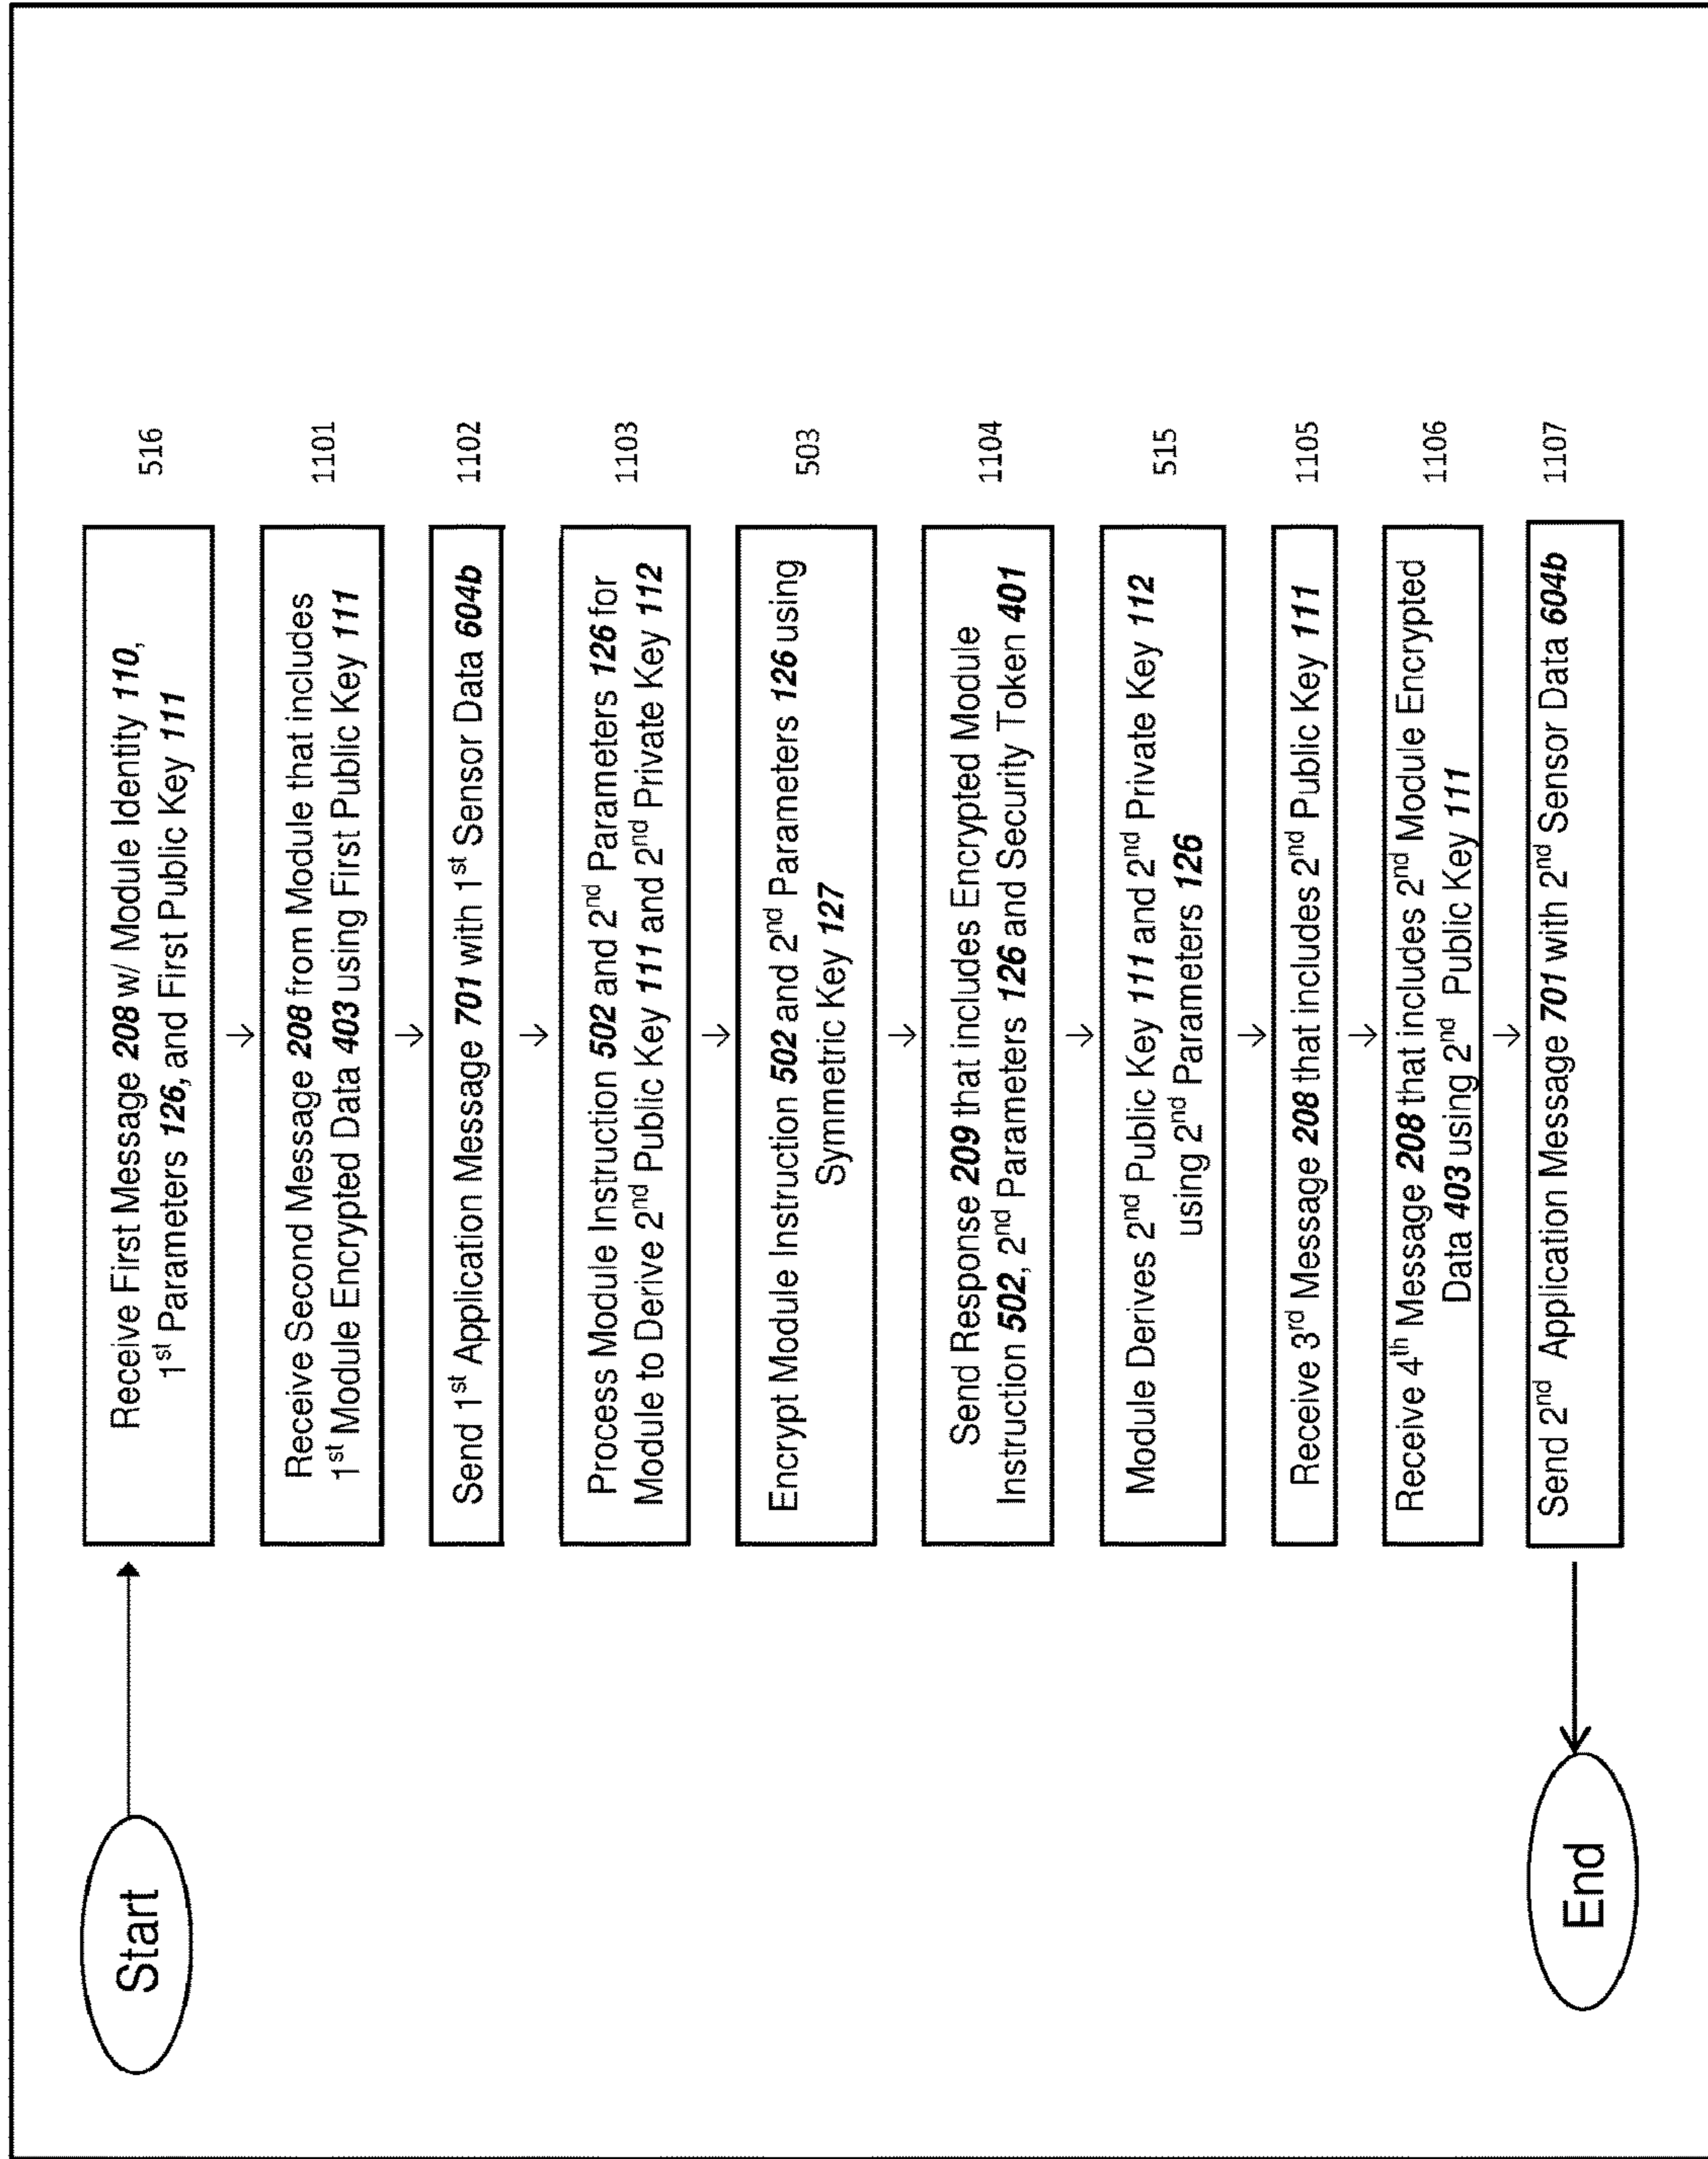 Start
Receive First Message 208 w/ Module Identity 110,
1st Parameters 126, and First Public Key 111
516
Receive Second Message 208 from Module that includes
1st Module Encrypted Data 403 using First Public Key 111
1101
Send 1st Application Message 701 with 1st Sensor Data 604b
1102
Process Module Instruction 502 and 2nd Parameters 126 for
Module to Derive 2nd Public Key 111 and 2nd Private Key 112
1103
Encrypt Module Instruction 502 and 2nd Parameters 126 using
Symmetric Key 127
503
Send Response 209 that includes Encrypted Module
Instruction 502, 2nd Parameters 126 and Security Token 401
1104
Module Derives 2nd Public Key 111 and 2nd Private Key 112
using 2nd Parameters 126
515
Receive 3rd Message 208 that includes 2nd Public Key 111
1105
Receive 4th Message 208 that includes 2nd Module Encrypted
Data 403 using 2nd Public Key 111
1106
Send 2nd Application Message 701 with 2nd Sensor Data 604b
1107
End